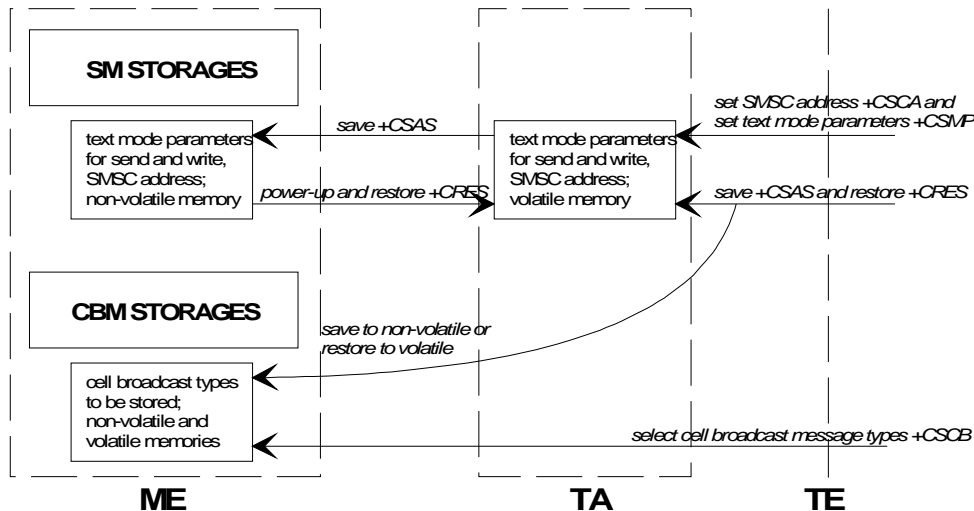 SM STORAGES
set SMSC address +CSCA and
set text mode parameters +CSMP
save +CSAS
text mode parameters
for send and write,
SMSC address;
non-volatile memory
text mode parameters
for send and write,
SMSC address;
volatile memory
power-up and restore +CRES
save +CSAS and restore +CRES
CBM STORAGES
save to non-volatile or
restore to volatile
cell broadcast types
to be stored;
non-volatile and
volatile memories
select cell broadcast message types +CSCB
ME
TA
TE